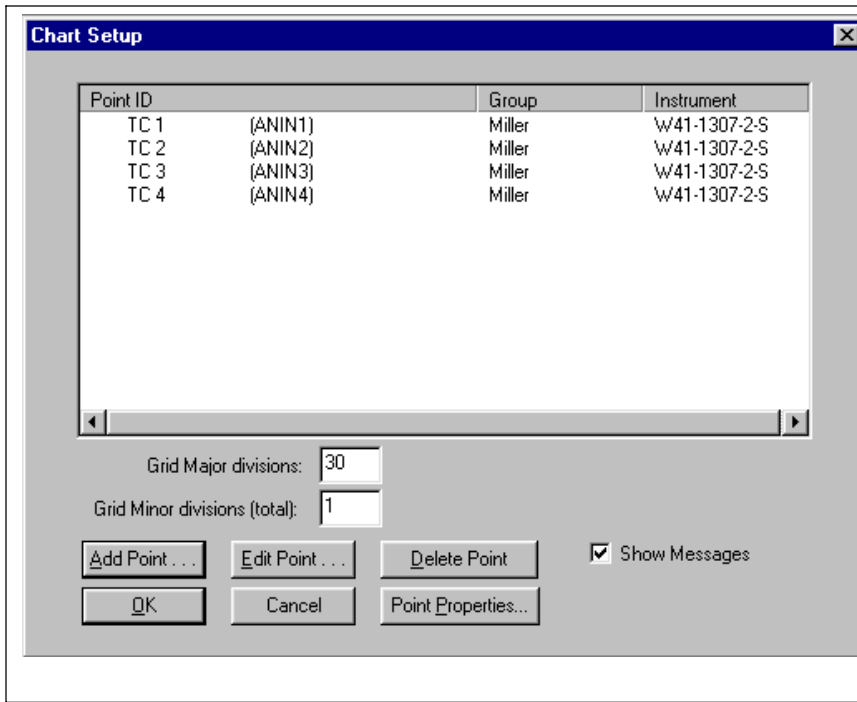 Chart Setup
Point ID Group Instrument
TC 1 (ANIN1) Miller W41-1307-2-S
TC 2 (ANIN2) Miller W41-1307-2-S
TC 3 (ANIN3) Miller W41-1307-2-S
TC 4 (ANIN4) Miller W41-1307-2-S
Grid Major divisions: 30
Grid Minor divisions (total): 1
Add Point . . . Edit Point . . . Delete Point Show Messages
OK Cancel Point Properties...